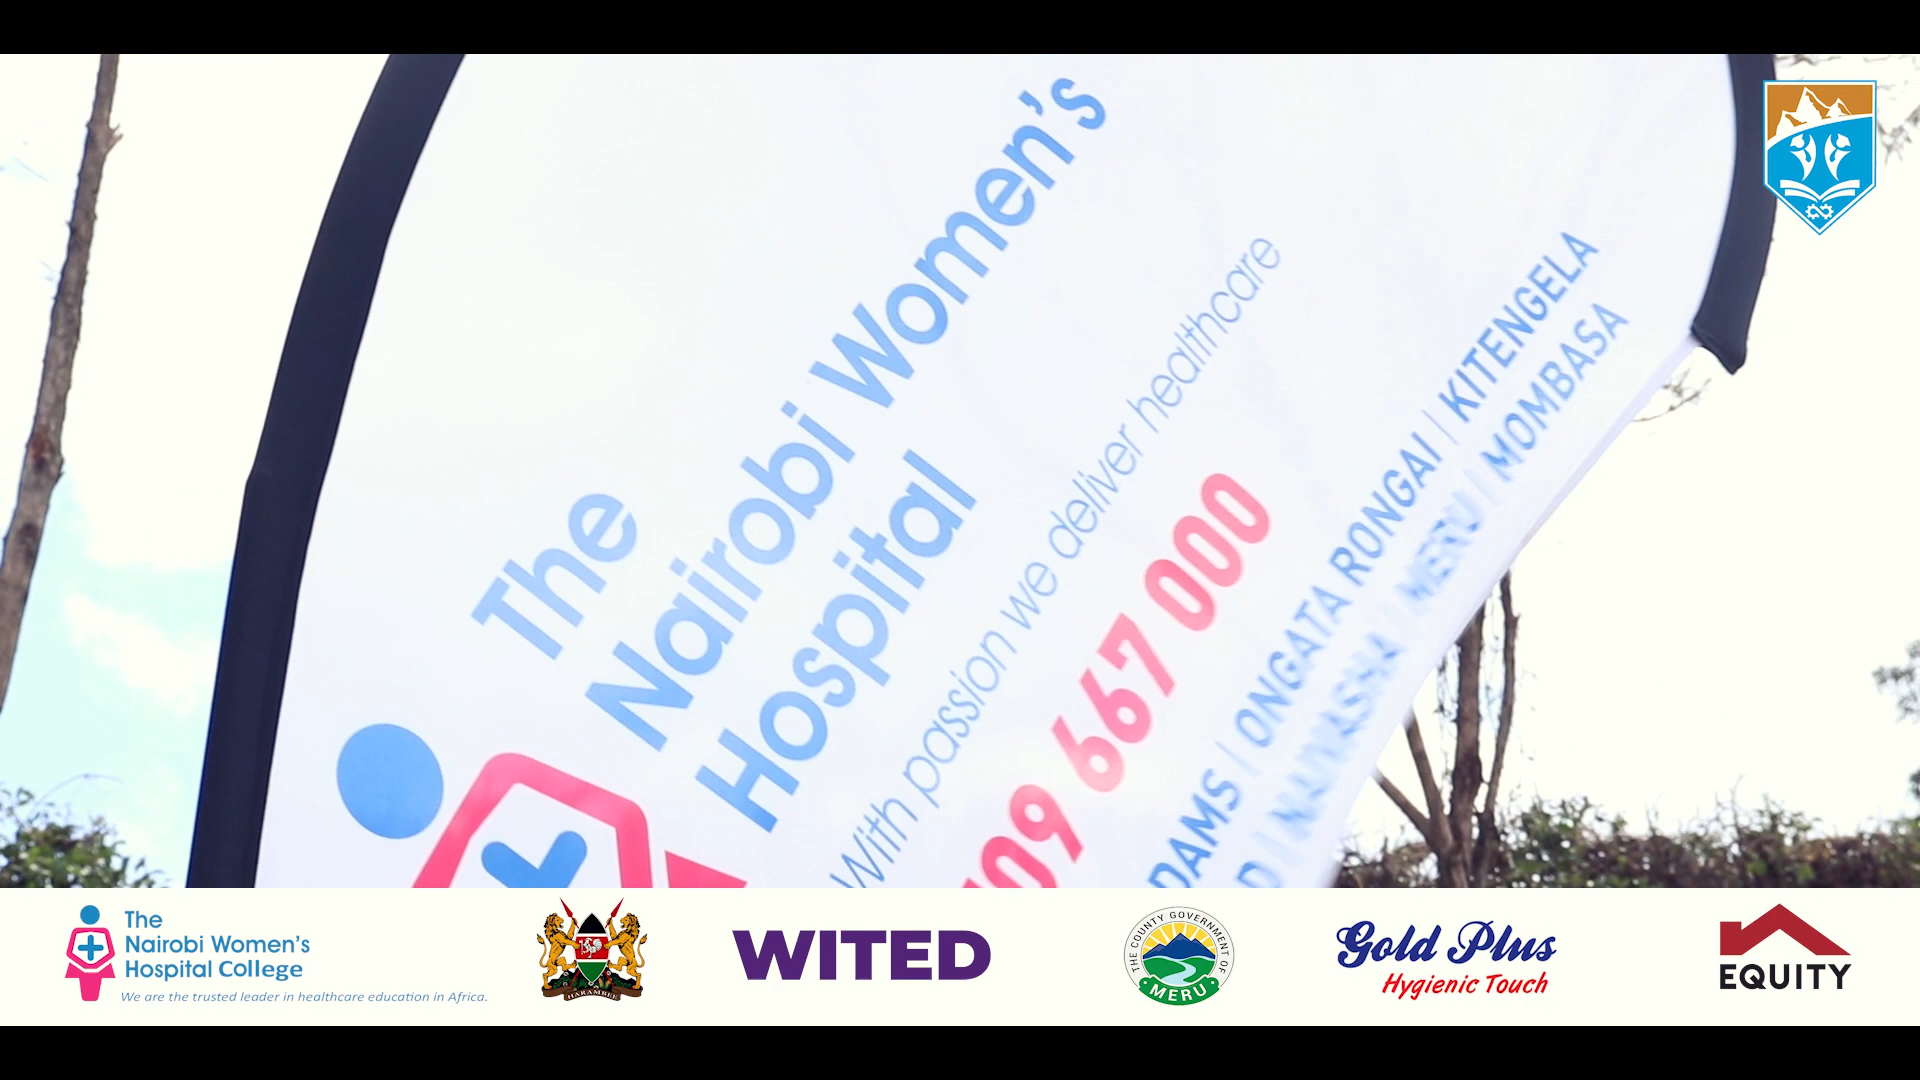 The
Nairobi Women's
Hospital
With passion we deliver healthcare
09 667 000
DAMS | ONGATA RONGAI | KITENGELA
D | NAIVASHA | MERU | MOMBASA
The
Nairobi Women's
Hospital College
We are the trusted leader in healthcare education in Africa.
HARAMBEE
WITED
THE COUNTY GOVERNMENT OF
MERU
Gold Plus
Hygienic Touch
EQUITY